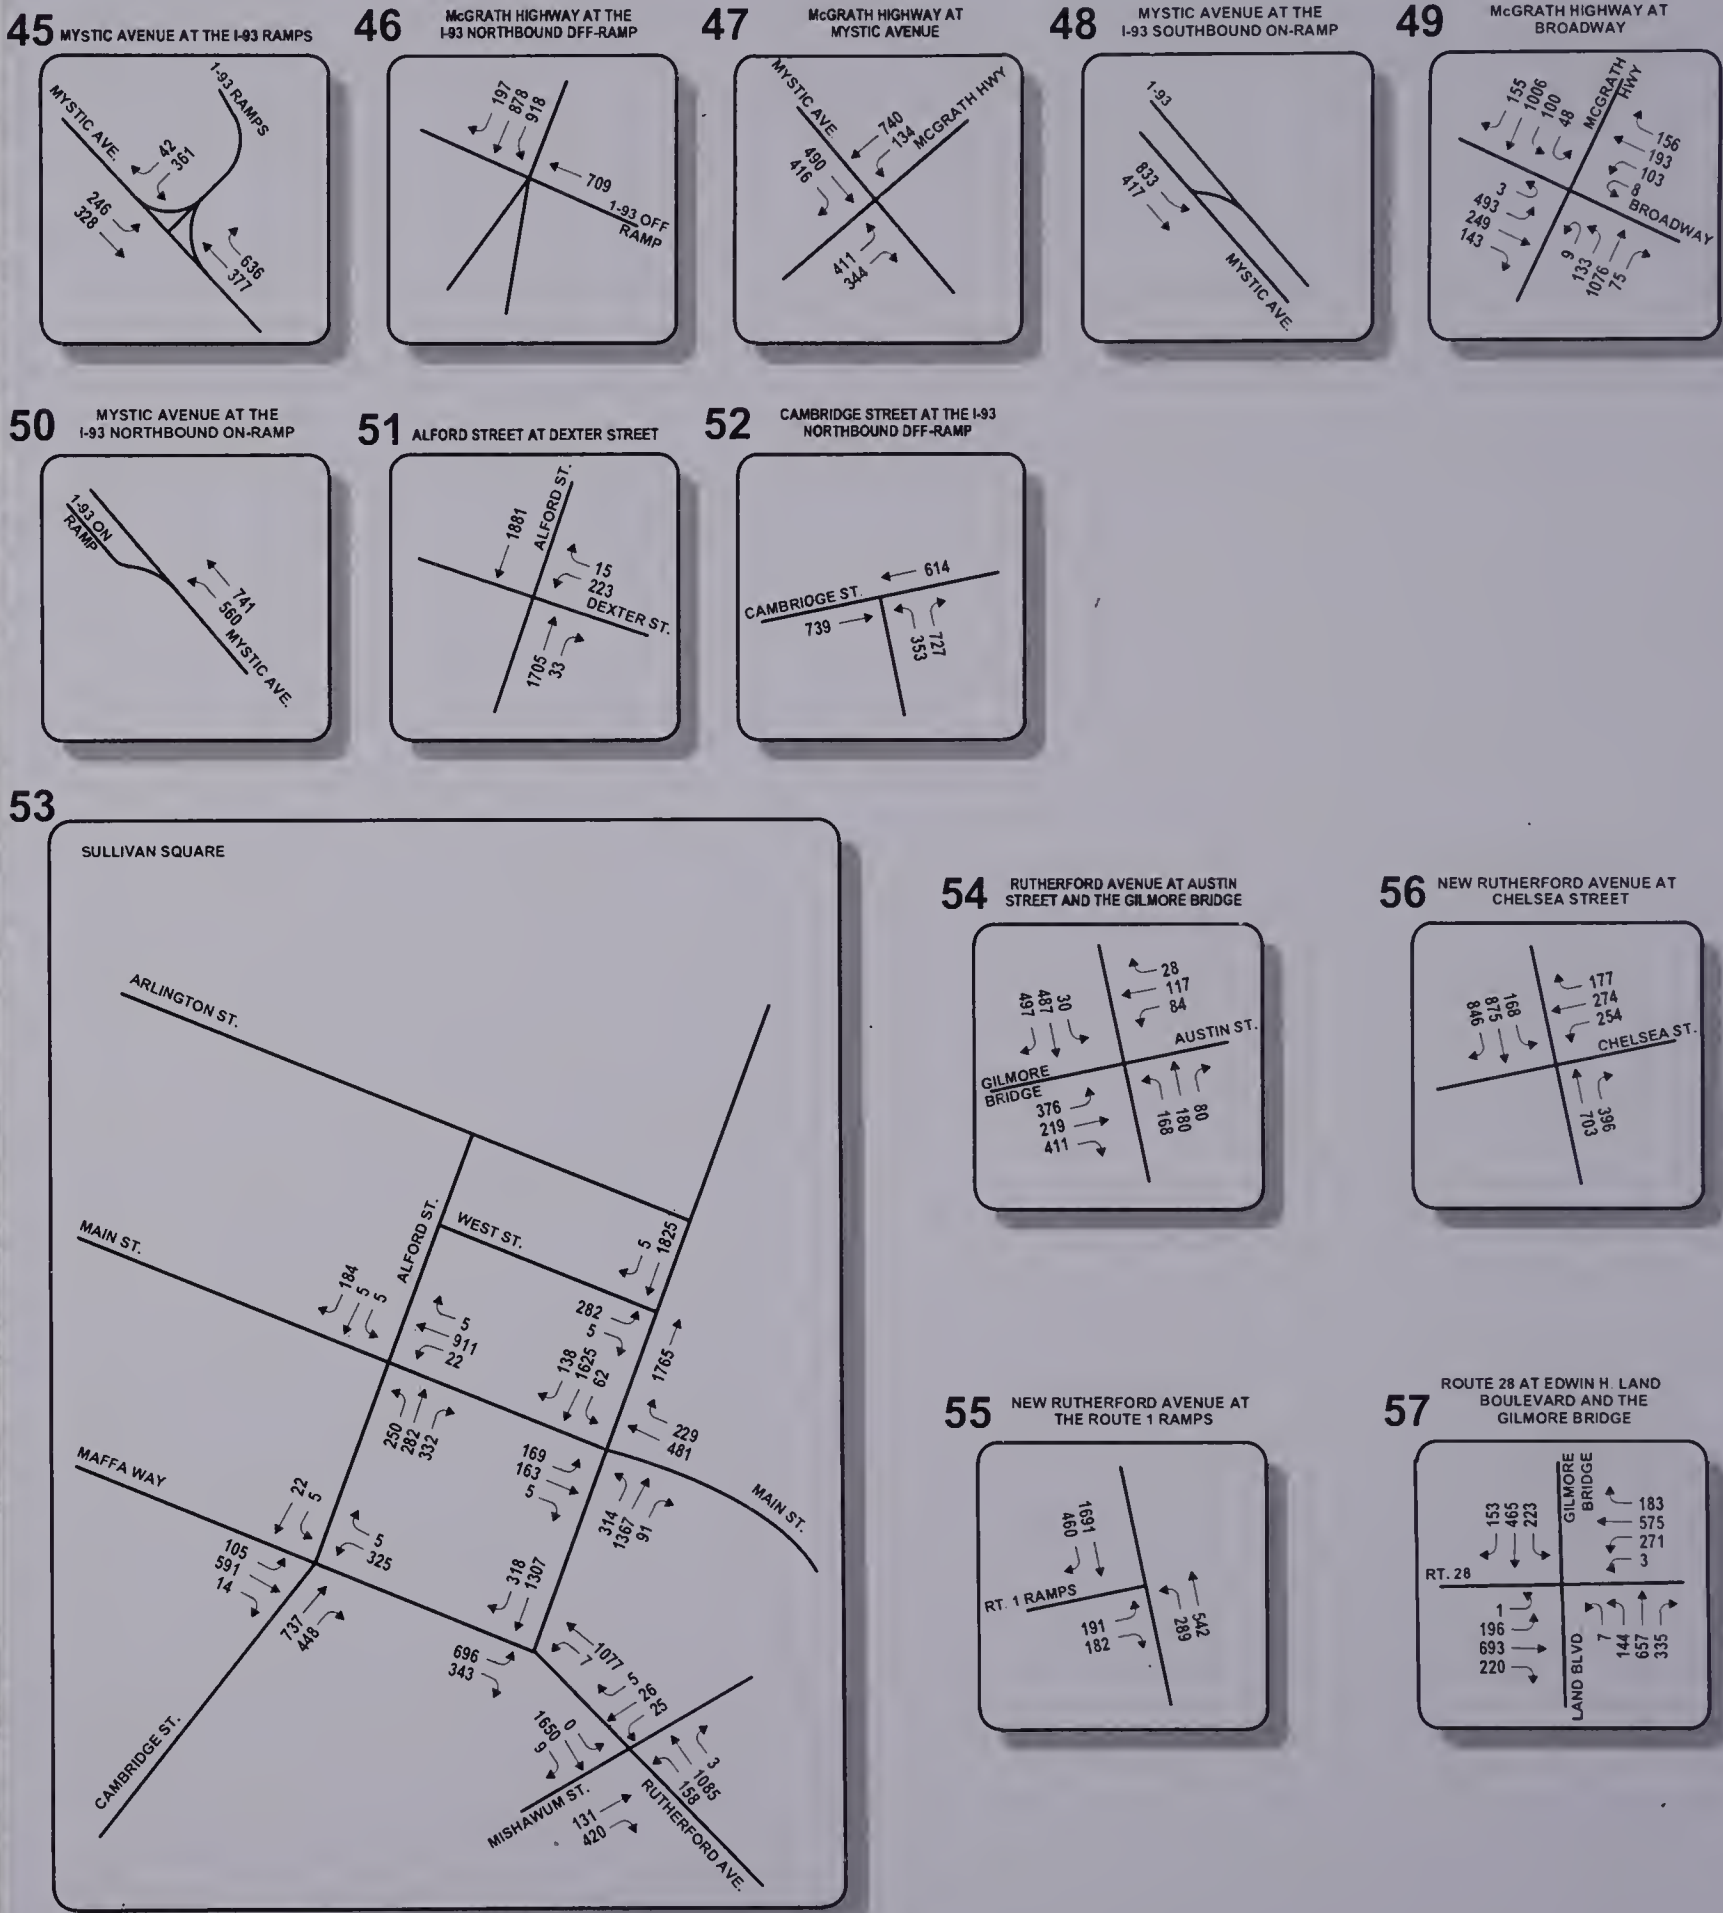 45 MYSTIC AVENUE AT THE I-93 RAMPS
MYSTIC AVE.
1-93 RAMPS
42
361
246
328
636
377
46 McGRATH HIGHWAY AT THE
I-93 NORTHBOUND DFF-RAMP
197
878
918
709
1-93 OFF
RAMP
47 McGRATH HIGHWAY AT
MYSTIC AVENUE
MYSTIC AVE.
MCGRATH HWY
740
134
490
416
411
344
48 MYSTIC AVENUE AT THE
I-93 SOUTHBOUND ON-RAMP
1-93
833
417
MYSTIC AVE.
49 McGRATH HIGHWAY AT
BROADWAY
155
1006
100
48
MCGRATH
HWY
156
193
103
8
BROADWAY
3
493
249
143
9
133
1076
75
50 MYSTIC AVENUE AT THE
I-93 NORTHBOUND ON-RAMP
1-93 ON
RAMP
741
560
MYSTIC AVE.
51 ALFORD STREET AT DEXTER STREET
1881
ALFORD ST.
15
223
DEXTER ST.
1705
33
52 CAMBRIDGE STREET AT THE I-93
NORTHBOUND DFF-RAMP
614
CAMBRIOGE ST.
739
353
727
53
SULLIVAN SQUARE
ARLINGTON ST.
MAIN ST.
ALFORD ST.
WEST ST.
5
1825
184
5
5
5
911
22
282
5
138
1625
62
1765
229
481
250
282
332
169
163
5
314
1367
91
MAIN ST.
MAFFA WAY
22
5
105
591
14
5
325
737
448
318
1307
696
343
1077
7
5
26
25
0
1650
9
3
1085
158
MISHAWUM ST.
131
420
RUTHERFORD AVE.
CAMBRIDGE ST.
54 RUTHERFORD AVENUE AT AUSTIN
STREET AND THE GILMORE BRIDGE
497
487
30
28
117
84
AUSTIN ST.
GILMORE
BRIDGE
376
219
411
168
180
80
56 NEW RUTHERFORD AVENUE AT
CHELSEA STREET
846
875
168
177
274
254
CHELSEA ST.
703
396
55 NEW RUTHERFORD AVENUE AT
THE ROUTE 1 RAMPS
460
1691
RT. 1 RAMPS
191
182
289
542
57 ROUTE 28 AT EDWIN H. LAND
BOULEVARD AND THE
GILMORE BRIDGE
153
465
223
GILMORE
BRIDGE
183
575
271
3
RT. 28
1
196
693
220
LAND BLVD
7
144
657
335